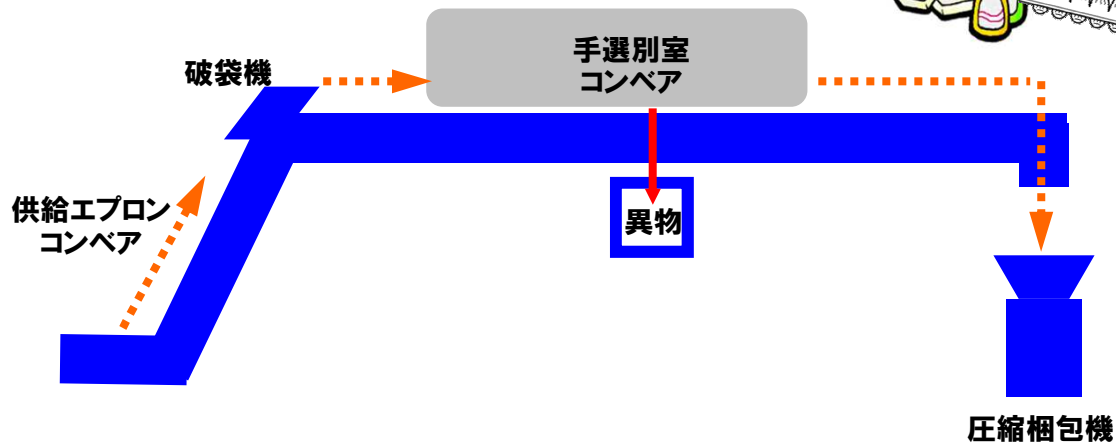 手選別室
コンベア
破袋機
供給エプロン
コンベア
異物
圧縮梱包機